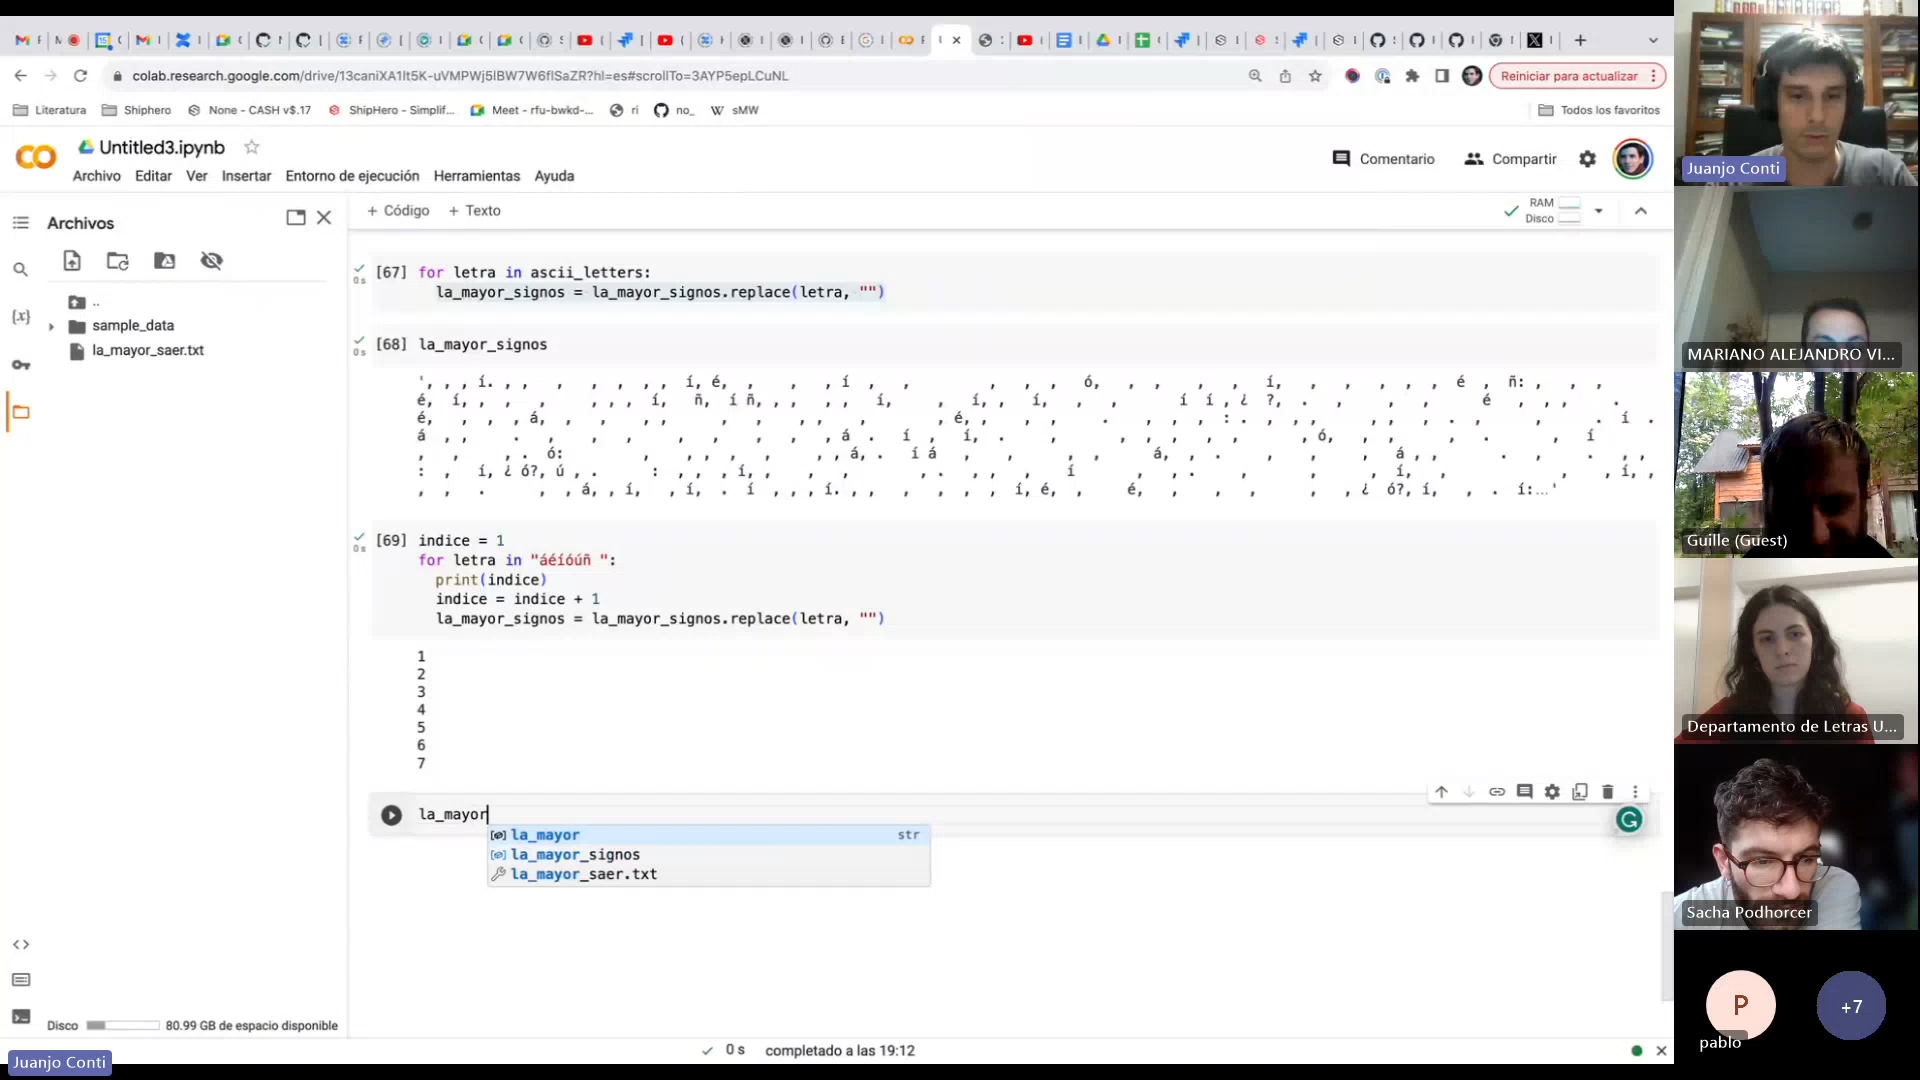 Reiniciar para actualizar
colab.research.google.com/drive/13caniXA1lt5K-uVMPWj5lBW7W6flSaZR?hl=es#scrollTo=3AYP5epLCuNL
Literatura
Shiphero
None - CASH v$.17
ShipHero - Simplif...
Meet - rfu-bwkd-...
ri
no_
sMW
Todos los favoritos
Untitled3.ipynb
Archivo Editar Ver Insertar Entorno de ejecución Herramientas Ayuda
Comentario
Compartir
Archivos
+ Código + Texto
RAM
Disco
..
sample_data
la_mayor_saer.txt
[67] for letra in ascii_letters:
la_mayor_signos = la_mayor_signos.replace(letra, "")
0 s
[68] la_mayor_signos
0 s
[69] indice = 1
0 s
for letra in "áéíóúñ ":
print(indice)
indice = indice + 1
la_mayor_signos = la_mayor_signos.replace(letra, "")
1
2
3
4
5
6
7
la_mayor
la_mayor str
la_mayor_signos
la_mayor_saer.txt
Disco 80.99 GB de espacio disponible
0 s completado a las 19:12
Juanjo Conti
Juanjo Conti
MARIANO ALEJANDRO VI...
Guille (Guest)
Departamento de Letras U...
Sacha Podhorcer
P
pablo
+7